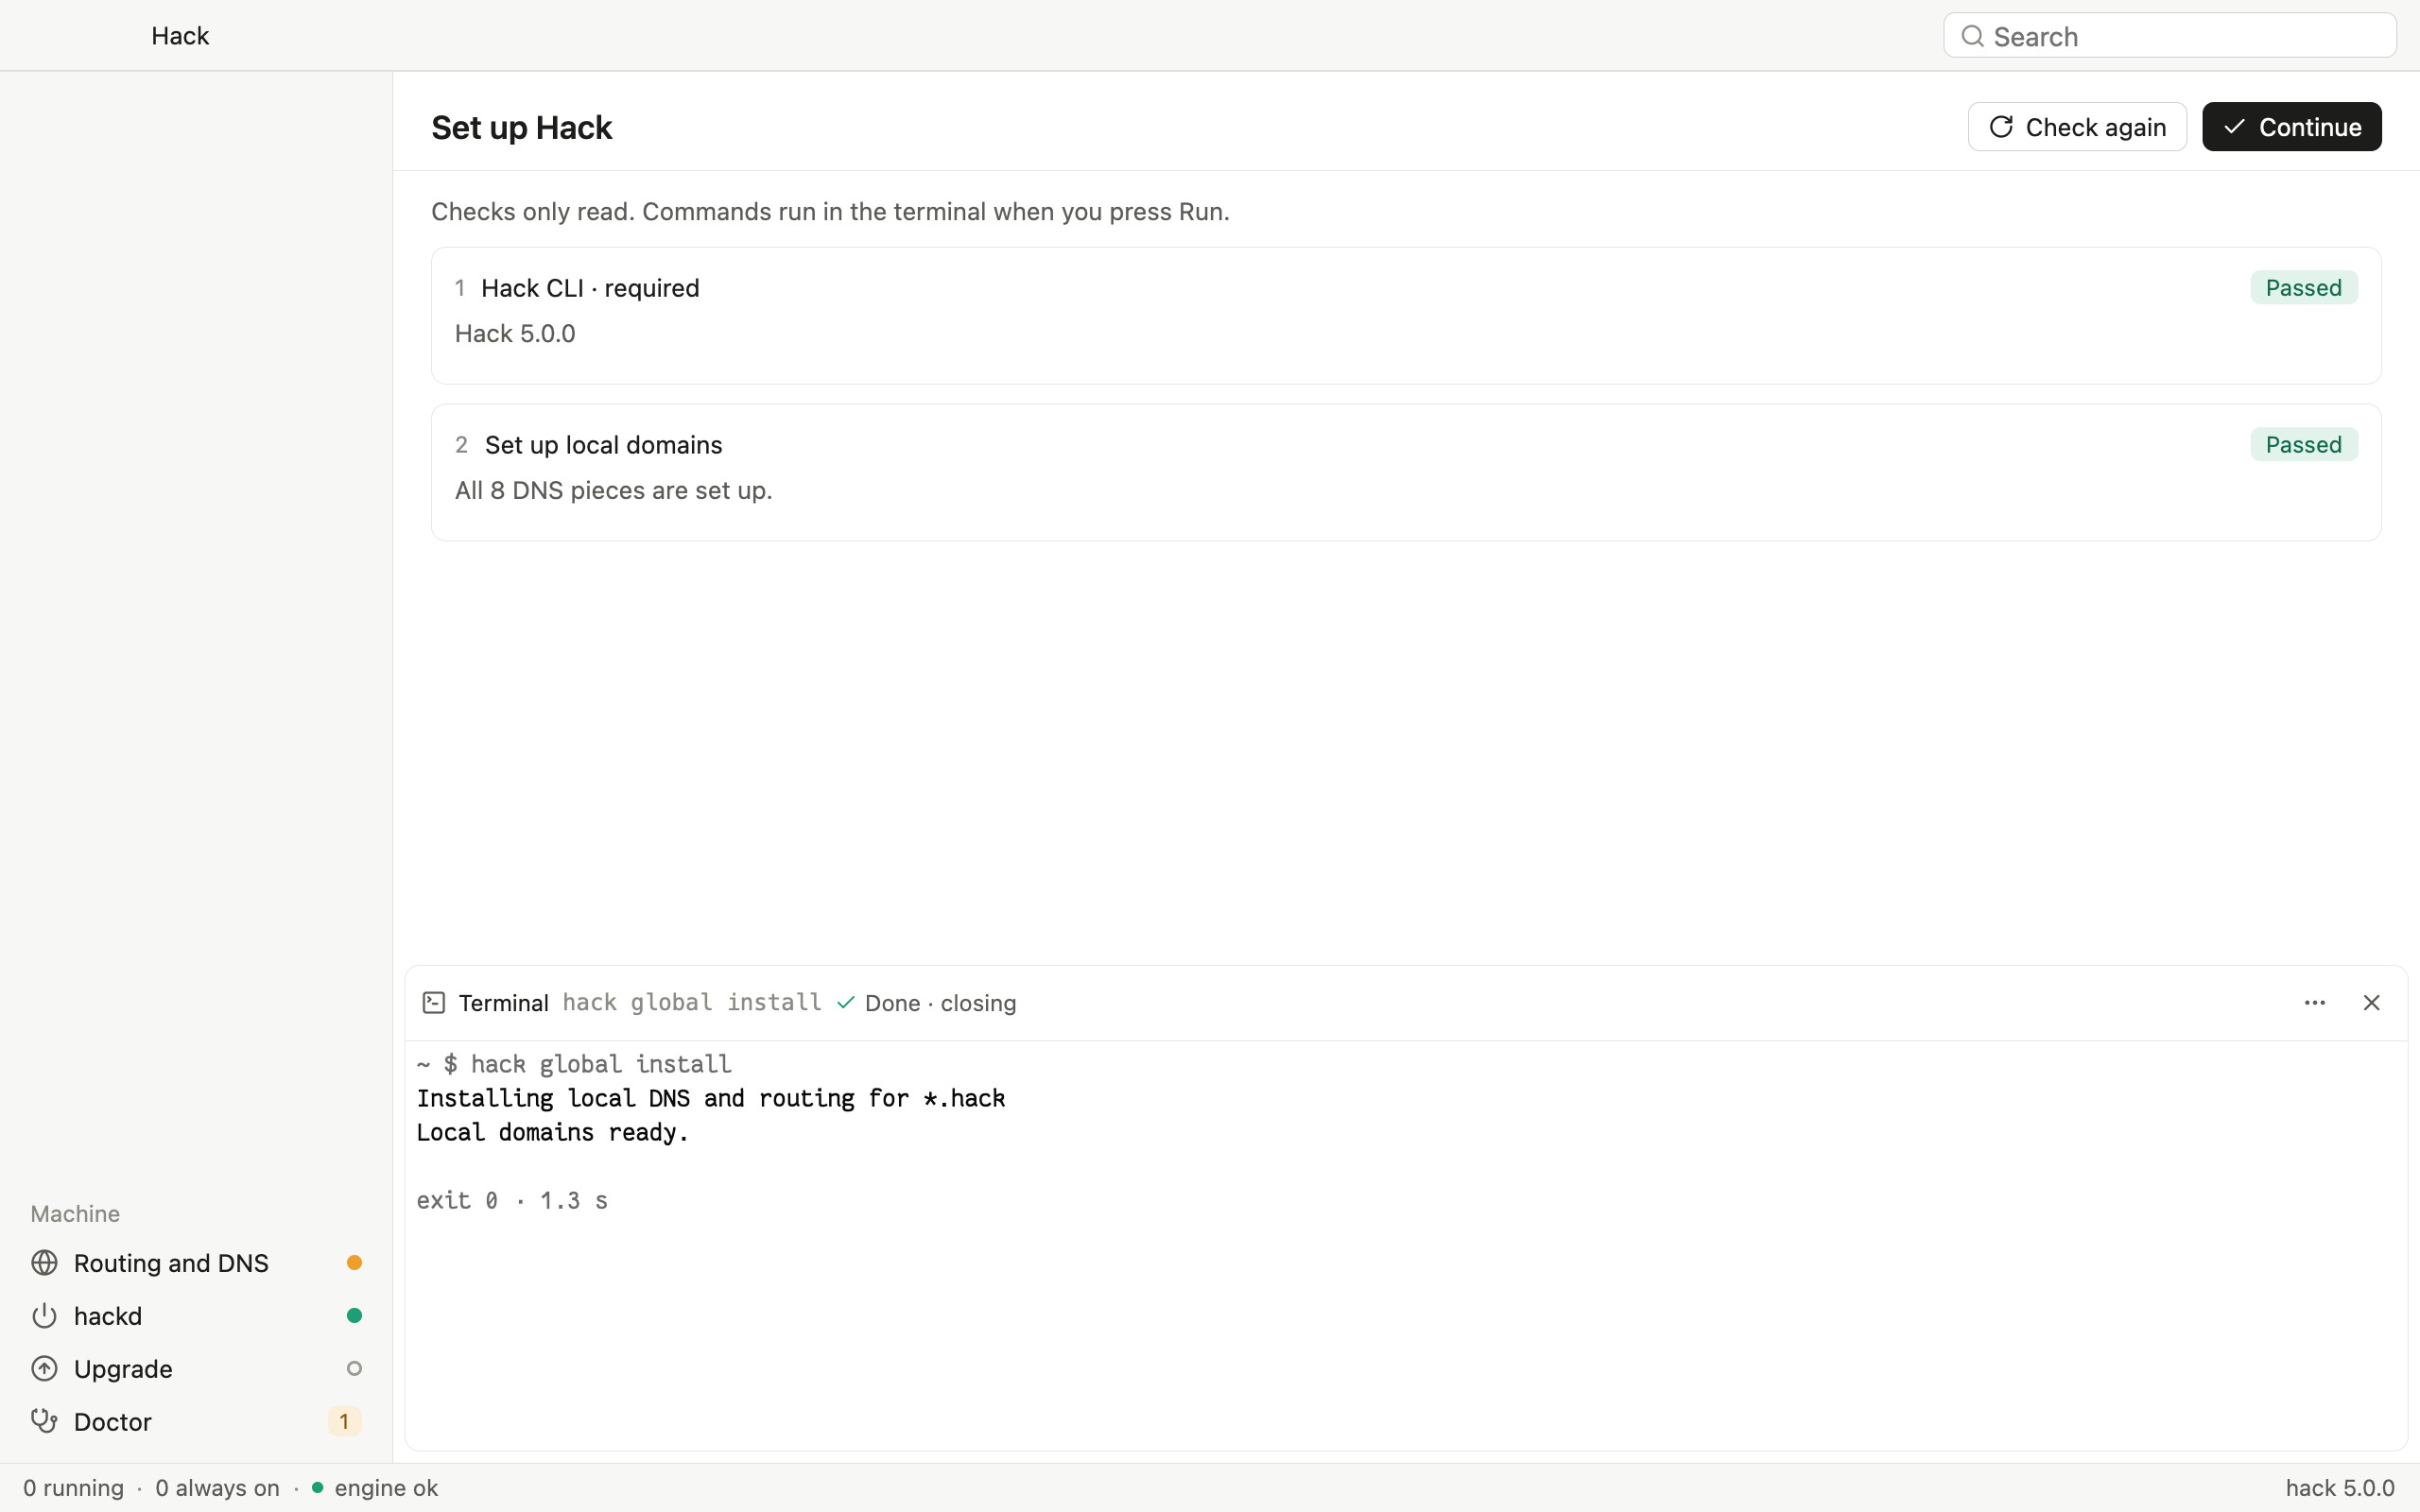 Hack
Search
Set up Hack
Check again
Continue
Checks only read. Commands run in the terminal when you press Run.
1 Hack CLI · required
Passed
Hack 5.0.0
2 Set up local domains
Passed
All 8 DNS pieces are set up.
Terminal hack global install Done · closing
~ $ hack global install
Installing local DNS and routing for *.hack
Local domains ready.
exit 0 · 1.3 s
Machine
Routing and DNS
hackd
Upgrade
Doctor 1
0 running · 0 always on · engine ok
hack 5.0.0